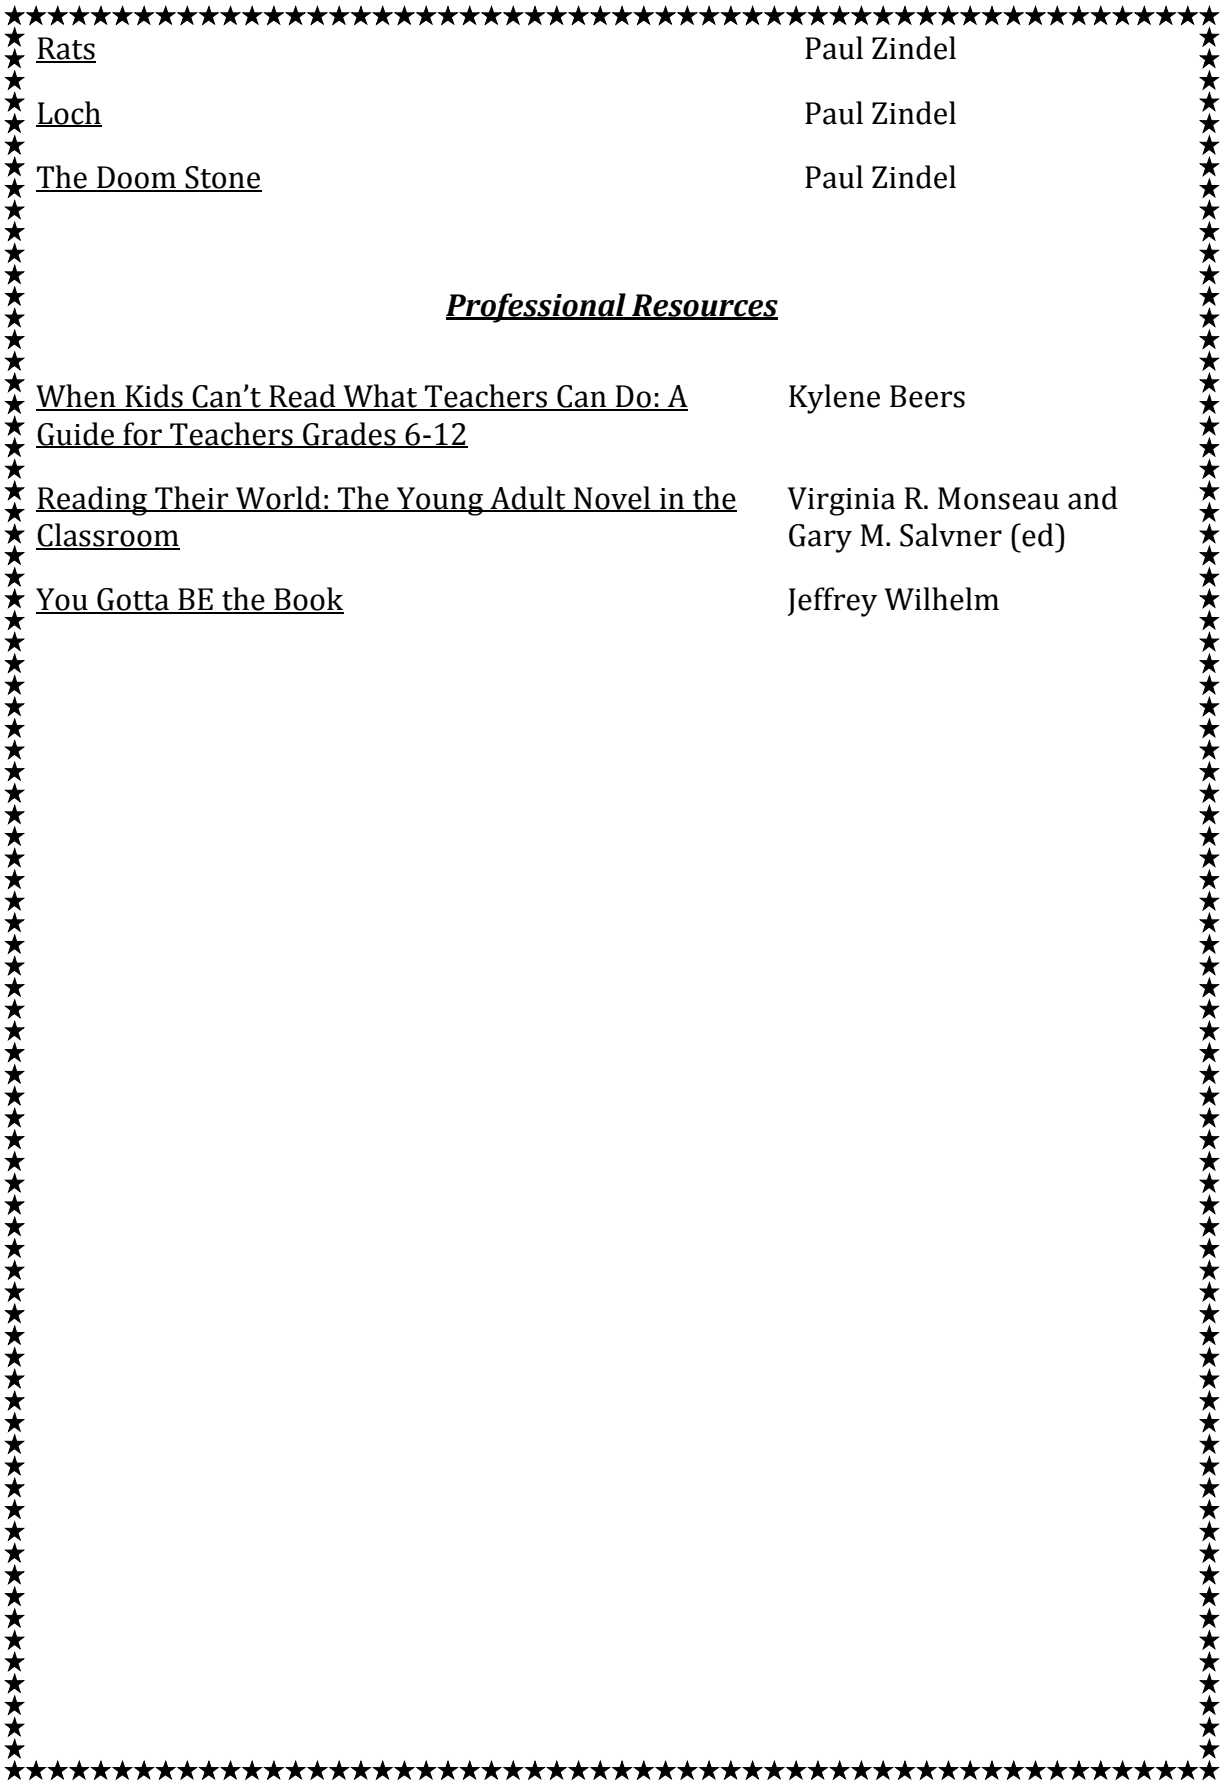 Rats Paul Zindel
Loch Paul Zindel
The Doom Stone Paul Zindel
Professional Resources
When Kids Can’t Read What Teachers Can Do: A Kylene Beers
Guide for Teachers Grades 6-12
Reading Their World: The Young Adult Novel in the Virginia R. Monseau and
Classroom Gary M. Salvner (ed)
You Gotta BE the Book Jeffrey Wilhelm